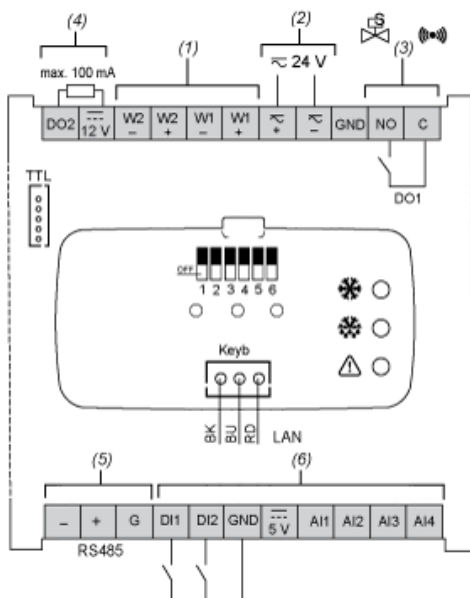 (4) (1) (2) (3)
max. 100 mA
24 V
S
DO2 12 V W2 – W2 + W1 – W1 + + – GND NO C
DO1
TTL
OFF
1 2 3 4 5 6
Keyb
BK BU RD LAN
(5) (6)
– + G DI1 DI2 GND 5 V AI1 AI2 AI3 AI4
RS485